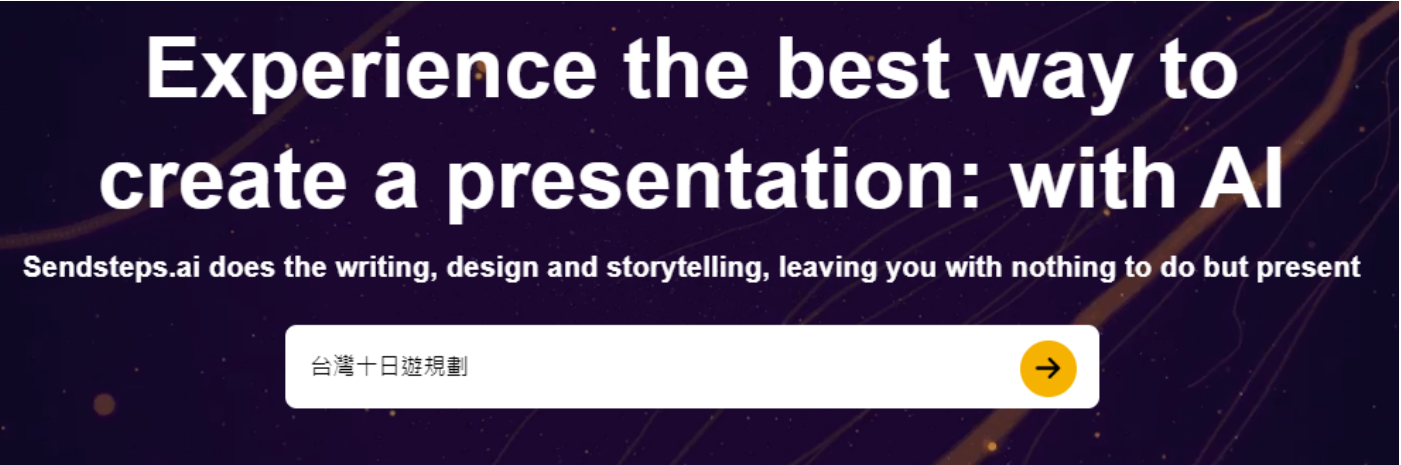 Experience the best way to
create a presentation: with AI
Sendsteps.ai does the writing, design and storytelling, leaving you with nothing to do but present
台灣十日遊規劃